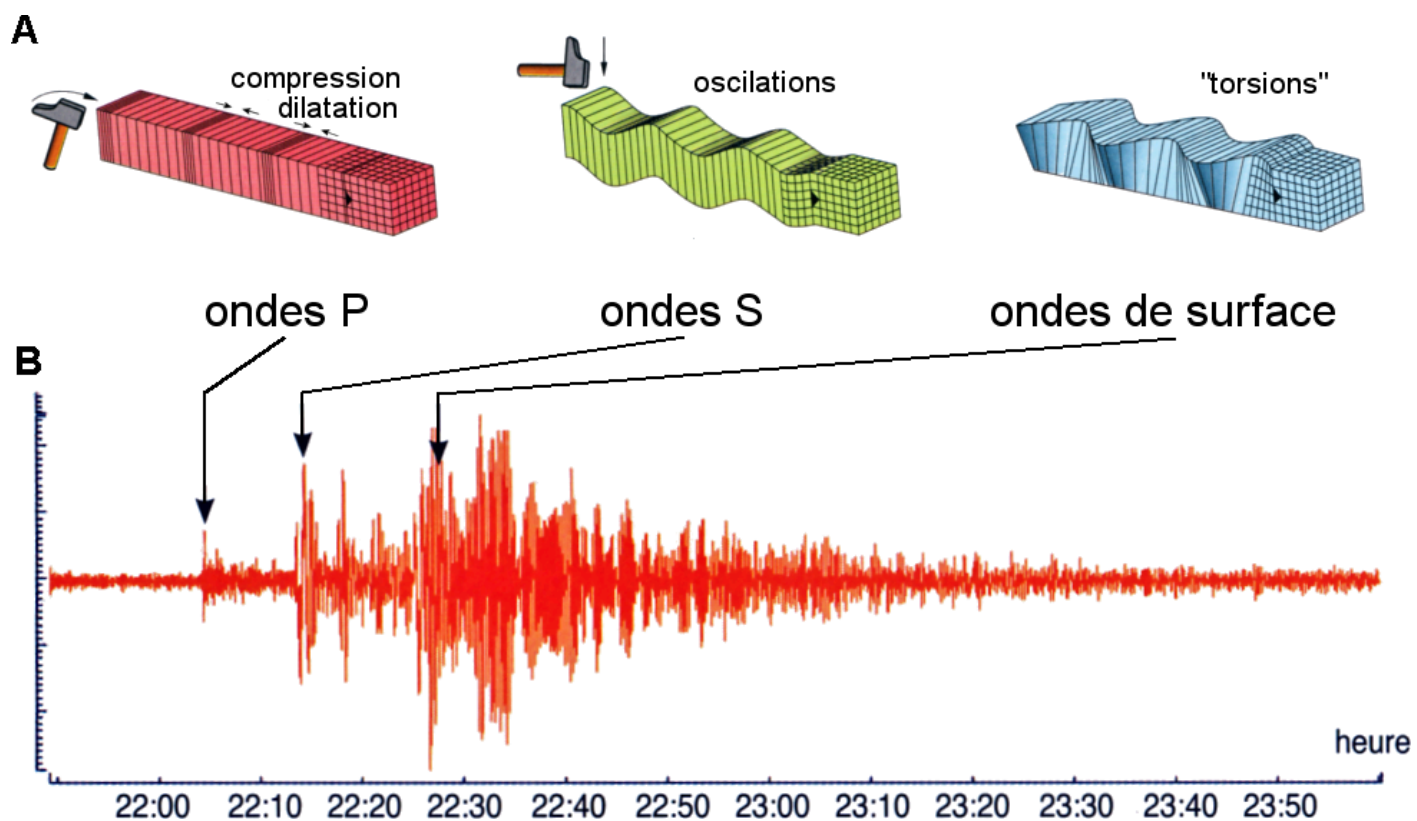 A
compression
dilatation
oscilations
"torsions"
ondes P
ondes S
ondes de surface
B
heure
22:00 22:10 22:20 22:30 22:40 22:50 23:00 23:10 23:20 23:30 23:40 23:50